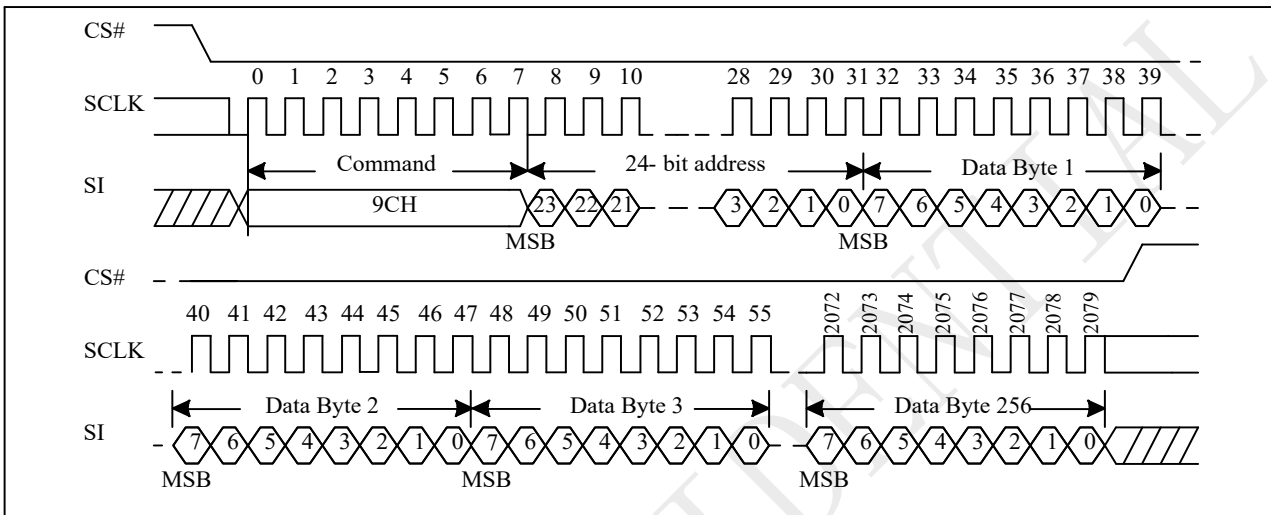 CS#
0 1 2 3 4 5 6 7 8 9 10 28 29 30 31 32 33 34 35 36 37 38 39
SCLK
Command 24- bit address Data Byte 1
SI
9CH 23 22 21 3 2 1 0 7 6 5 4 3 2 1 0
MSB MSB
CS#
40 41 42 43 44 45 46 47 48 49 50 51 52 53 54 55 2072 2073 2074 2075 2076 2077 2078 2079
SCLK
Data Byte 2 Data Byte 3 Data Byte 256
SI
7 6 5 4 3 2 1 0 7 6 5 4 3 2 1 0 7 6 5 4 3 2 1 0
MSB MSB MSB
DENTIAL